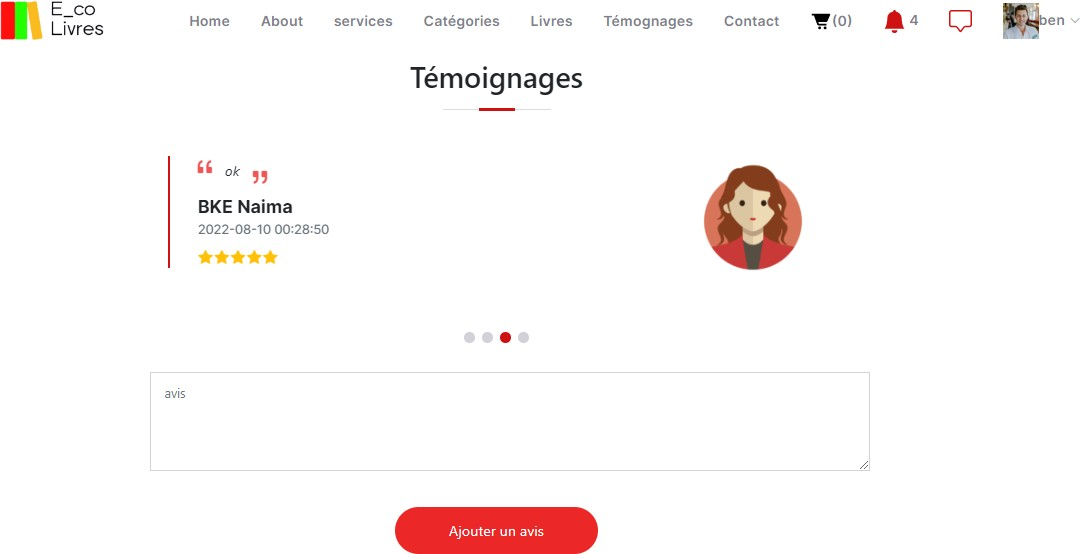 E_co
Livres
Home About services Catégories Livres Témognages Contact (0) 4 ben
Témoignages
“ ok ”
BKE Naima
2022-08-10 00:28:50
avis
Ajouter un avis